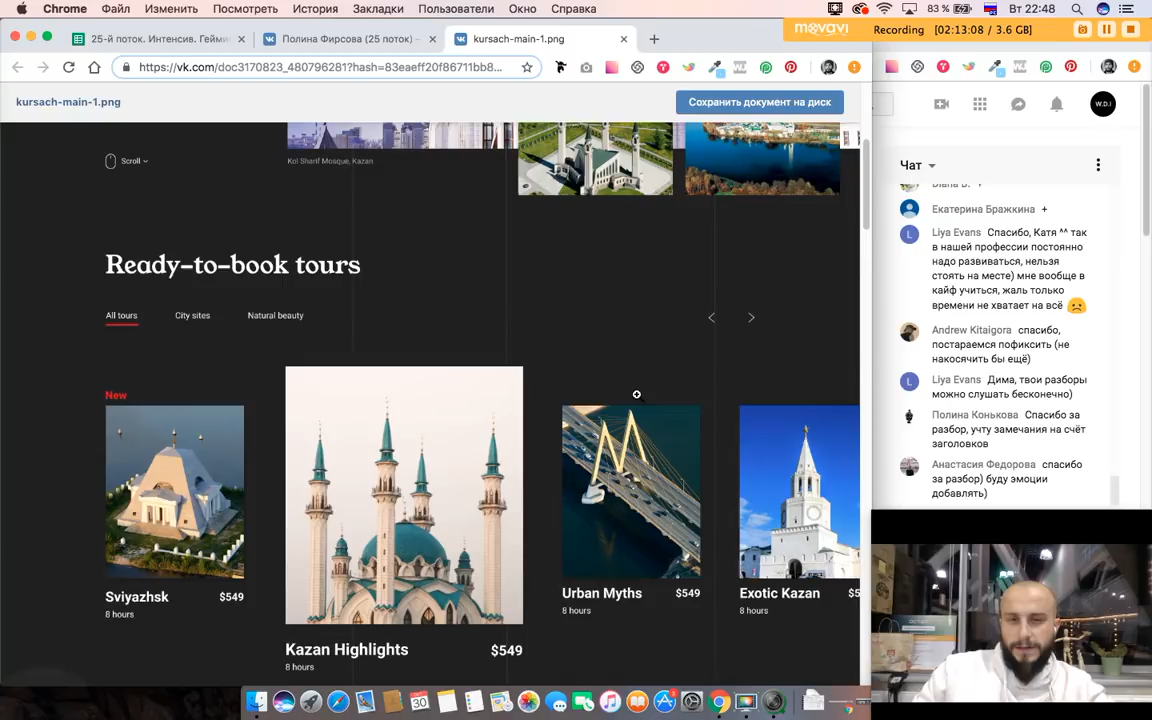 Chrome Файл Изменить Посмотреть История Закладки Пользователи Окно Справка 83 % Вт 22:48
25-й поток. Интенсив. Гейми
Полина Фирсова (25 поток) –
kursach-main-1.png
movavi Recording [02:13:08 / 3.6 GB]
https://vk.com/doc3170823_480796281?hash=83eaeff20f86711bb8...
kursach-main-1.png
Сохранить документ на диск
Scroll
Kol Sharif Mosque, Kazan
Ready-to-book tours
All tours City sites Natural beauty
New
Sviyazhsk $549
8 hours
Kazan Highlights $549
8 hours
Urban Myths $549
8 hours
Exotic Kazan $5
8 hours
W.D.I
Чат
Diana B. +
Екатерина Бражкина +
Liya Evans Спасибо, Катя ^^ так
в нашей профессии постоянно
надо развиваться, нельзя
стоять на месте) мне вообще в
кайф учиться, жаль только
времени не хватает на всё
Andrew Kitaigora спасибо,
постараемся пофиксить (не
накосячить бы ещё)
Liya Evans Дима, твои разборы
можно слушать бесконечно)
Полина Конькова Спасибо за
разбор, учту замечания на счёт
заголовков
Анастасия Федорова спасибо
за разбор) буду эмоции
добавлять)
30